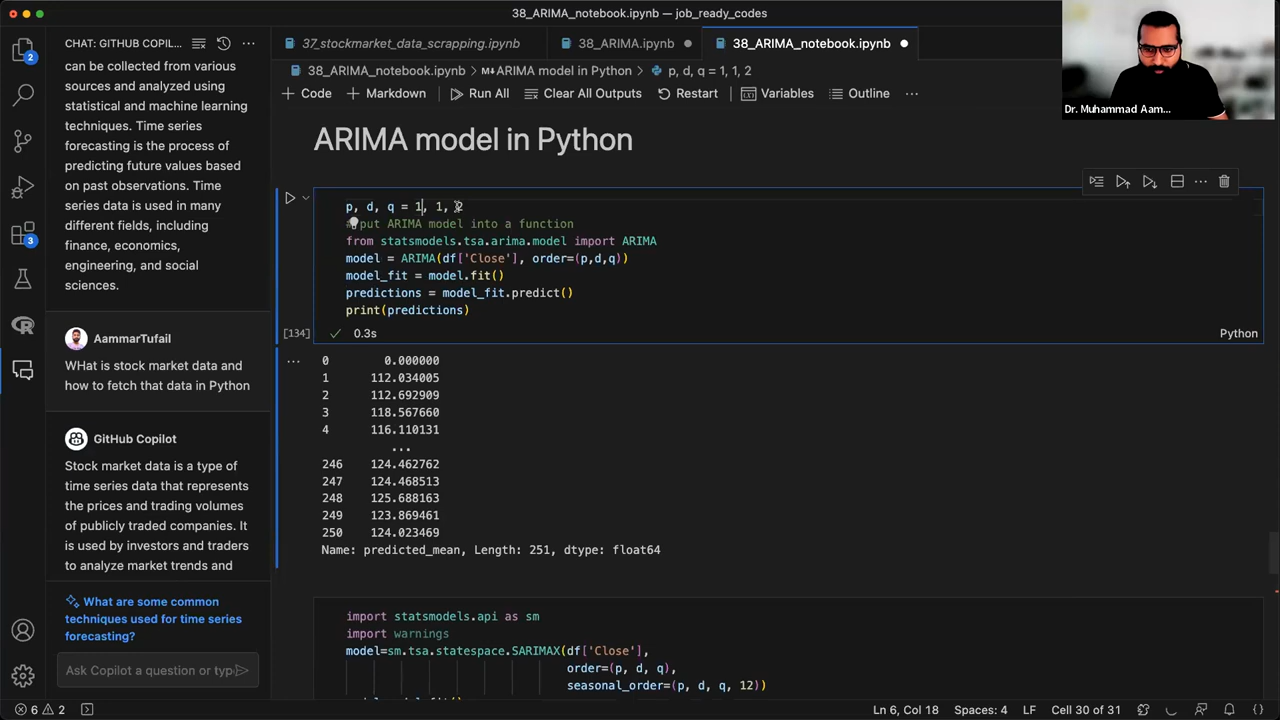 38_ARIMA_notebook.ipynb — job_ready_codes
CHAT: GITHUB COPIL...
37_stockmarket_data_scrapping.ipynb
38_ARIMA.ipynb
38_ARIMA_notebook.ipynb
38_ARIMA_notebook.ipynb > M↓ARIMA model in Python > p, d, q = 1, 1, 2
Code
Markdown
Run All
Clear All Outputs
Restart
Variables
Outline
...
Dr. Muhammad Aam...
2
3
can be collected from various
sources and analyzed using
statistical and machine learning
techniques. Time series
forecasting is the process of
predicting future values based
on past observations. Time
series data is used in many
different fields, including
finance, economics,
engineering, and social
sciences.
AammarTufail
WHat is stock market data and
how to fetch that data in Python
GitHub Copilot
Stock market data is a type of
time series data that represents
the prices and trading volumes
of publicly traded companies. It
is used by investors and traders
to analyze market trends and
What are some common
techniques used for time series
forecasting?
Ask Copilot a question or type
ARIMA model in Python
p, d, q = 1, 1, 2
put ARIMA model into a function
from statsmodels.tsa.arima.model import ARIMA
model = ARIMA(df['Close'], order=(p,d,q))
model_fit = model.fit()
predictions = model_fit.predict()
print(predictions)
[134]
0.3s
Python
0 0.000000
1 112.034005
2 112.692909
3 118.567660
4 116.110131
...
246 124.462762
247 124.468513
248 125.688163
249 123.869461
250 124.023469
Name: predicted_mean, Length: 251, dtype: float64
import statsmodels.api as sm
import warnings
model=sm.tsa.statespace.SARIMAX(df['Close'],
order=(p, d, q),
seasonal_order=(p, d, q, 12))
6 2
Ln 6, Col 18
Spaces: 4
LF
Cell 30 of 31